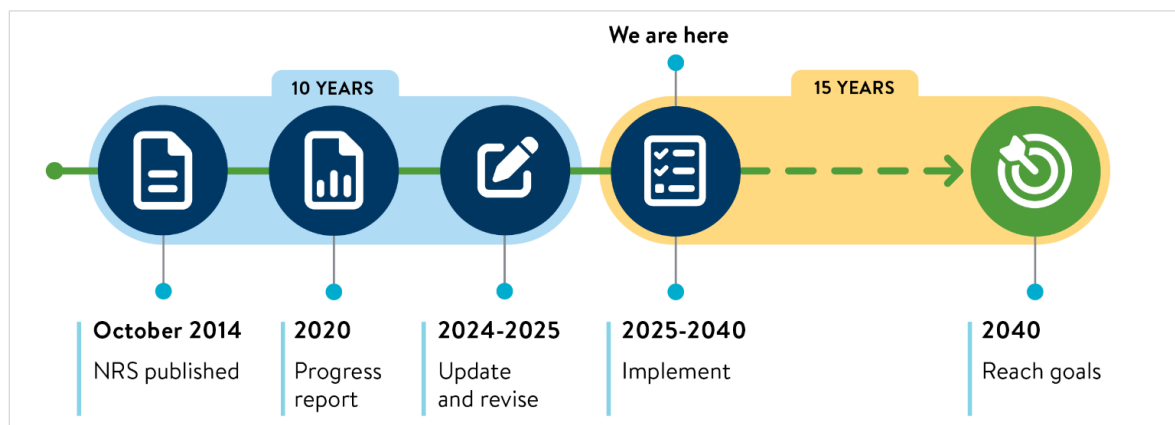 We are here
10 YEARS
15 YEARS
October 2014
NRS published
2020
Progress
report
2024-2025
Update
and revise
2025-2040
Implement
2040
Reach goals